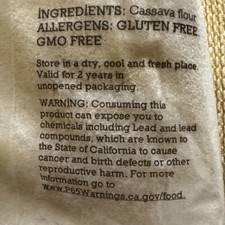 INGREDIENTS: Cassava flour
ALLERGENS: GLUTEN FREE
GMO FREE
Store in a dry, cool and fresh place.
Valid for 2 years in
unopened packaging.
WARNING: Consuming this
product can expose you to
chemicals including Lead and lead
compounds, which are known to
the State of California to cause
cancer and birth defects or other
reproductive harm. For more
information go to
www.P65Warnings.ca.gov/food.